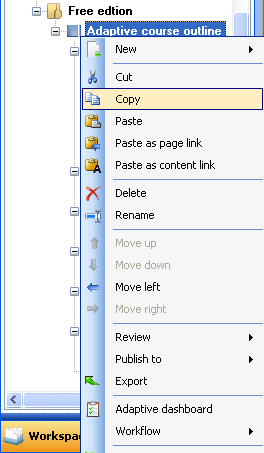 Free edtion
Adaptive course outline
New
Cut
Copy
Paste
Paste as page link
Paste as content link
Delete
Rename
Move up
Move down
Move left
Move right
Review
Publish to
Export
Adaptive dashboard
Workflow
Workspac